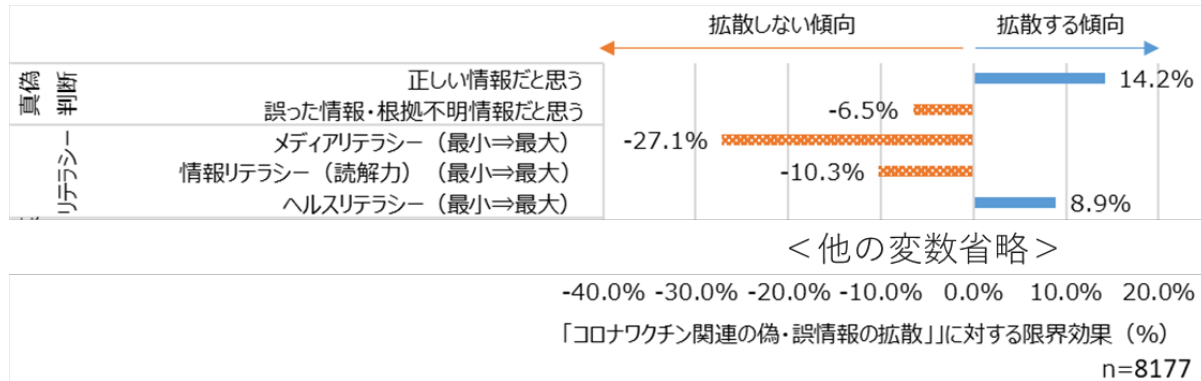 拡散しない傾向
拡散する傾向
真偽
判断
正しい情報だと思う
14.2%
誤った情報・根拠不明情報だと思う
-6.5%
リテラシー
メディアリテラシー（最小⇒最大）
-27.1%
情報リテラシー（読解力）（最小⇒最大）
-10.3%
ヘルスリテラシー（最小⇒最大）
8.9%
＜他の変数省略＞
-40.0% -30.0% -20.0% -10.0% 0.0% 10.0% 20.0%
「コロナワクチン関連の偽・誤情報の拡散」」に対する限界効果（%）
n=8177